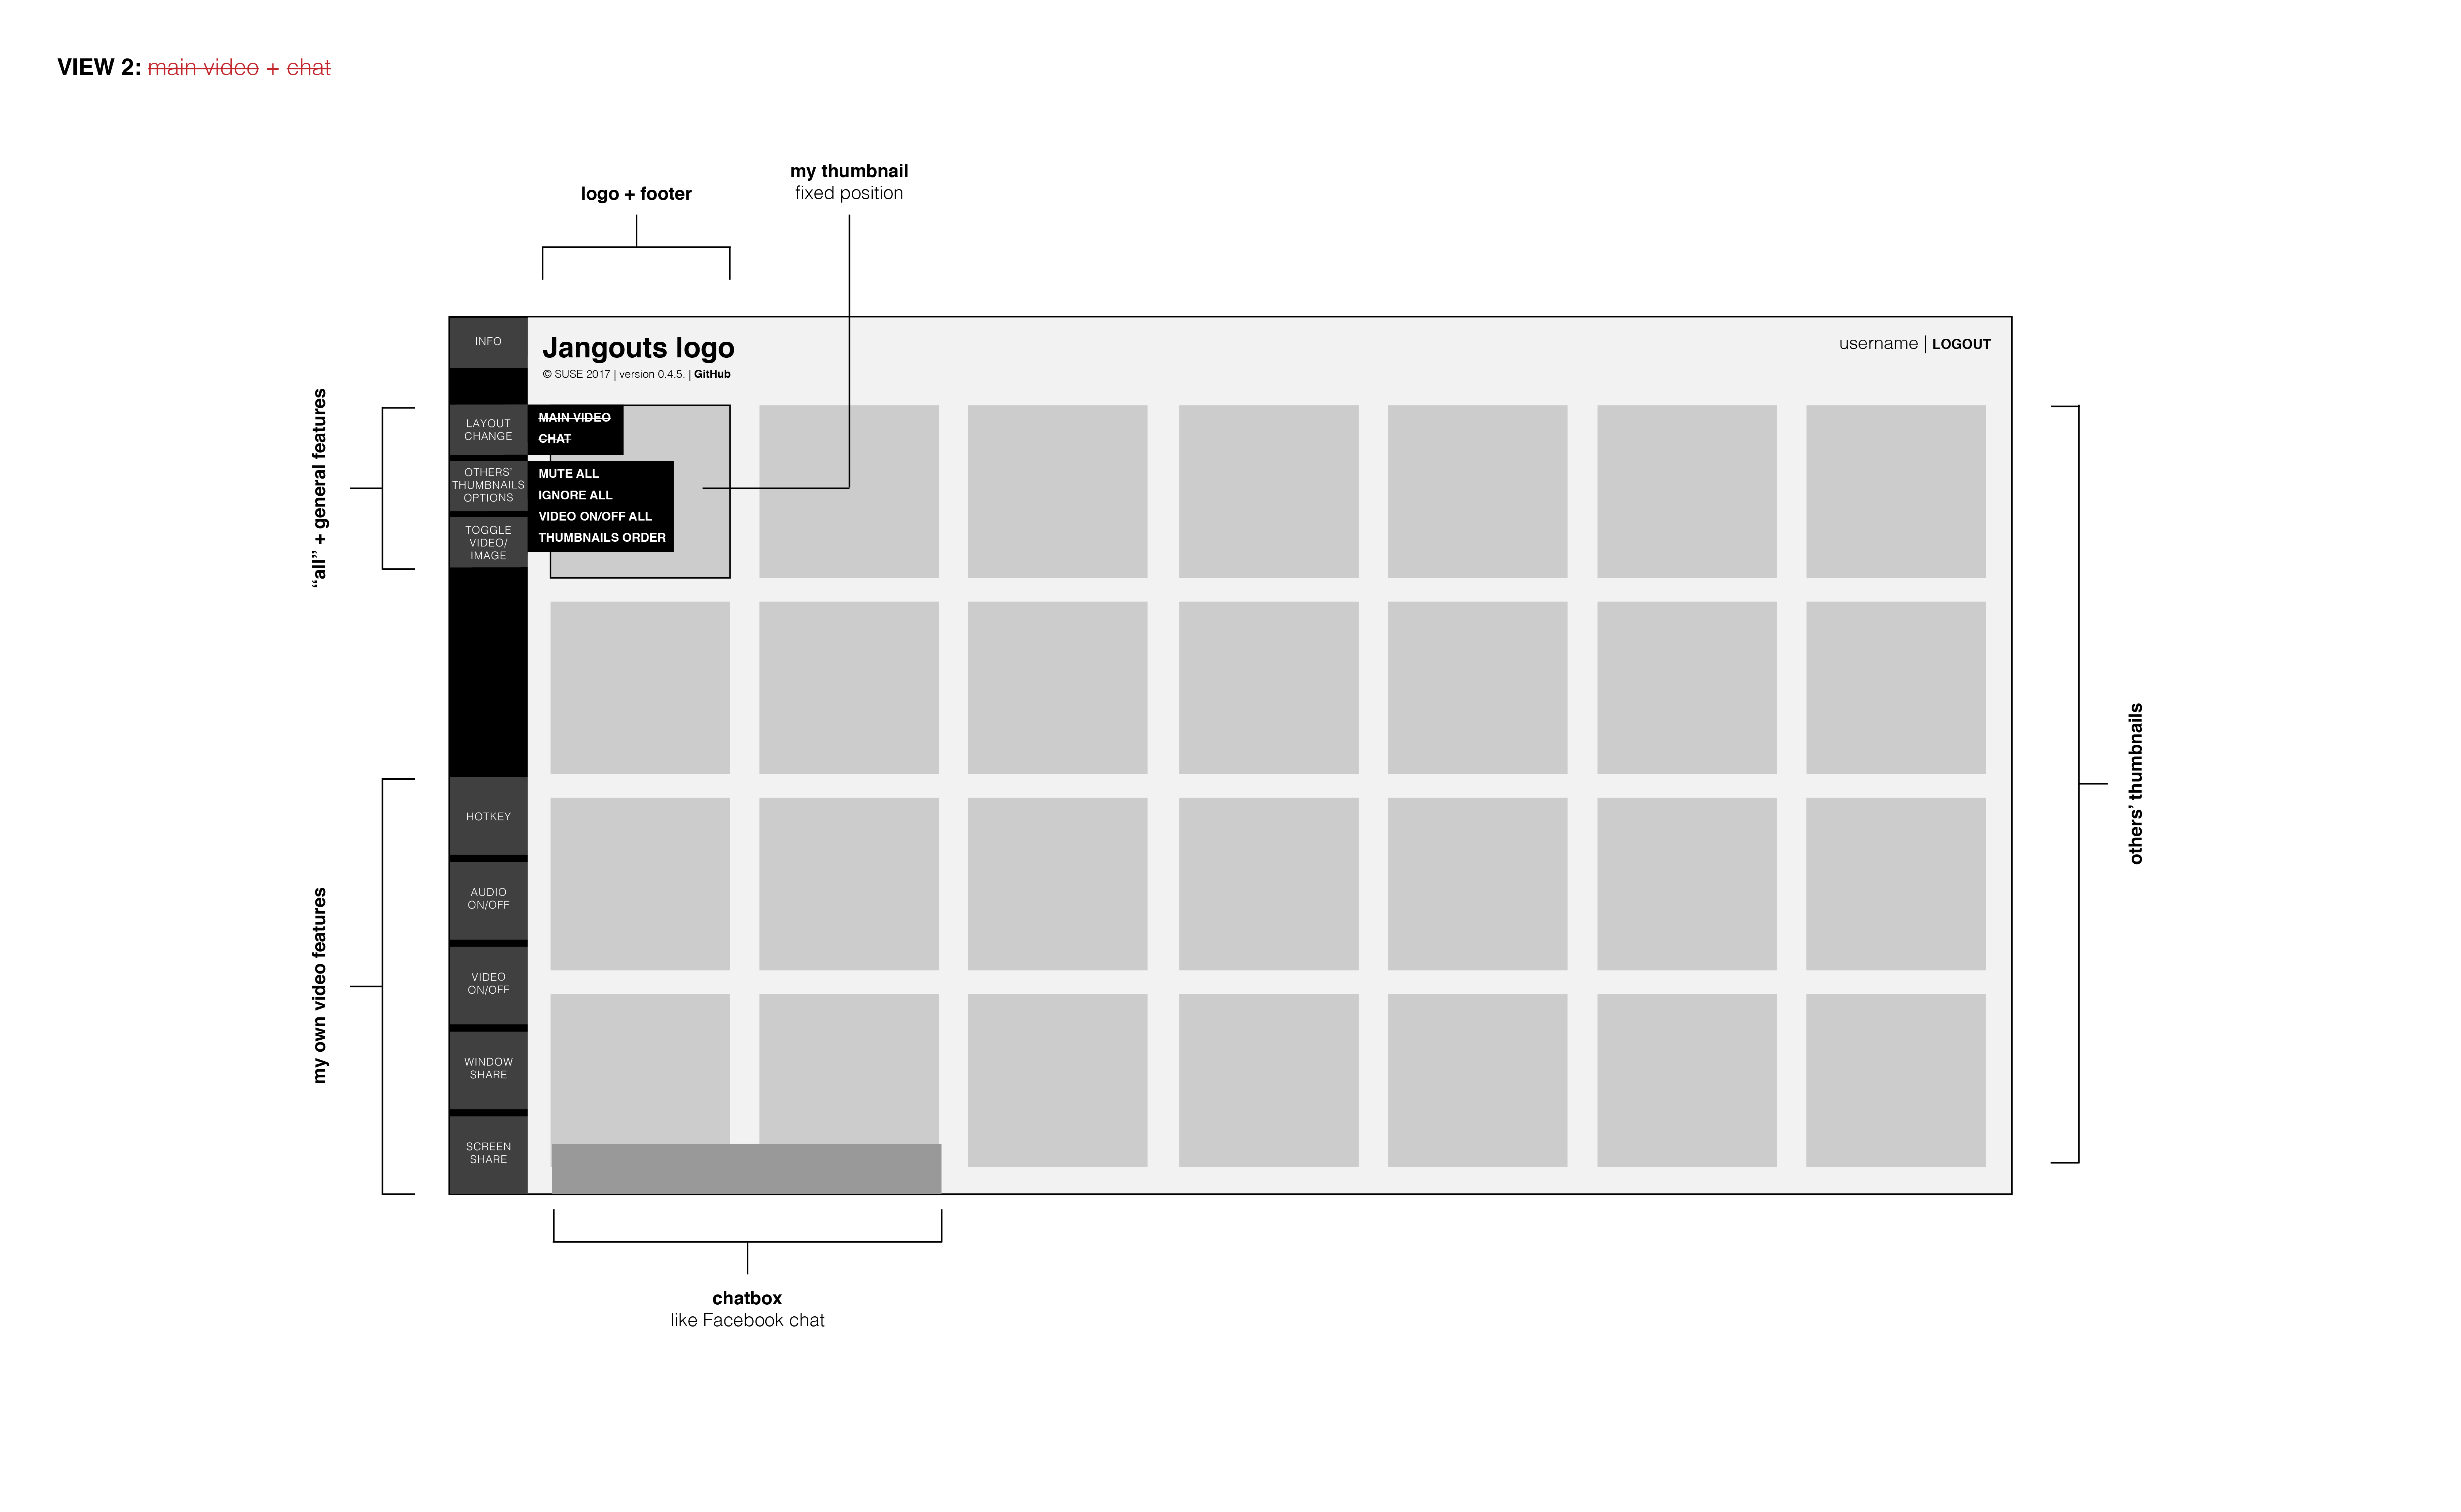 VIEW 2: main video + chat
my thumbnail
fixed position
logo + footer
INFO
Jangouts logo
© SUSE 2017 | version 0.4.5. | GitHub
username | LOGOUT
“all” + general features
LAYOUT
CHANGE
MAIN VIDEO
CHAT
OTHERS’
THUMBNAILS
OPTIONS
MUTE ALL
IGNORE ALL
VIDEO ON/OFF ALL
THUMBNAILS ORDER
TOGGLE
VIDEO/
IMAGE
others’ thumbnails
my own video features
HOTKEY
AUDIO
ON/OFF
VIDEO
ON/OFF
WINDOW
SHARE
SCREEN
SHARE
chatbox
like Facebook chat